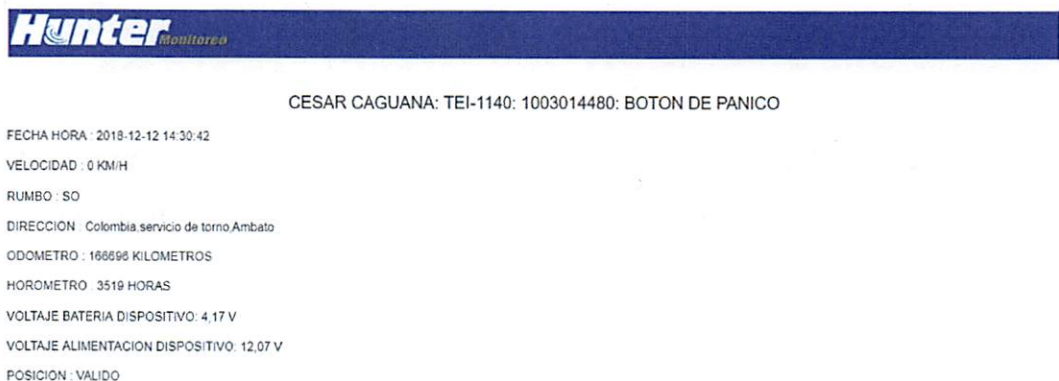 Hunter Monitoreo
CESAR CAGUANA: TEI-1140: 1003014480: BOTON DE PANICO
FECHA HORA : 2018-12-12 14:30:42
VELOCIDAD : 0 KM/H
RUMBO : SO
DIRECCION : Colombia,servicio de torno,Ambato
ODOMETRO : 166696 KILOMETROS
HOROMETRO : 3519 HORAS
VOLTAJE BATERIA DISPOSITIVO: 4,17 V
VOLTAJE ALIMENTACION DISPOSITIVO: 12,07 V
POSICION : VALIDO